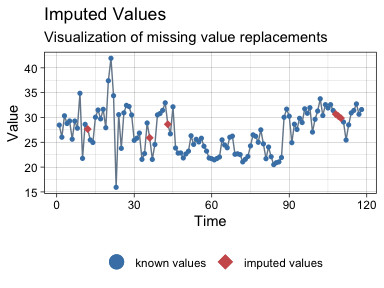 Imputed Values
Visualization of missing value replacements
Value
40
35
30
25
20
15
0
30
60
90
120
Time
known values
imputed values